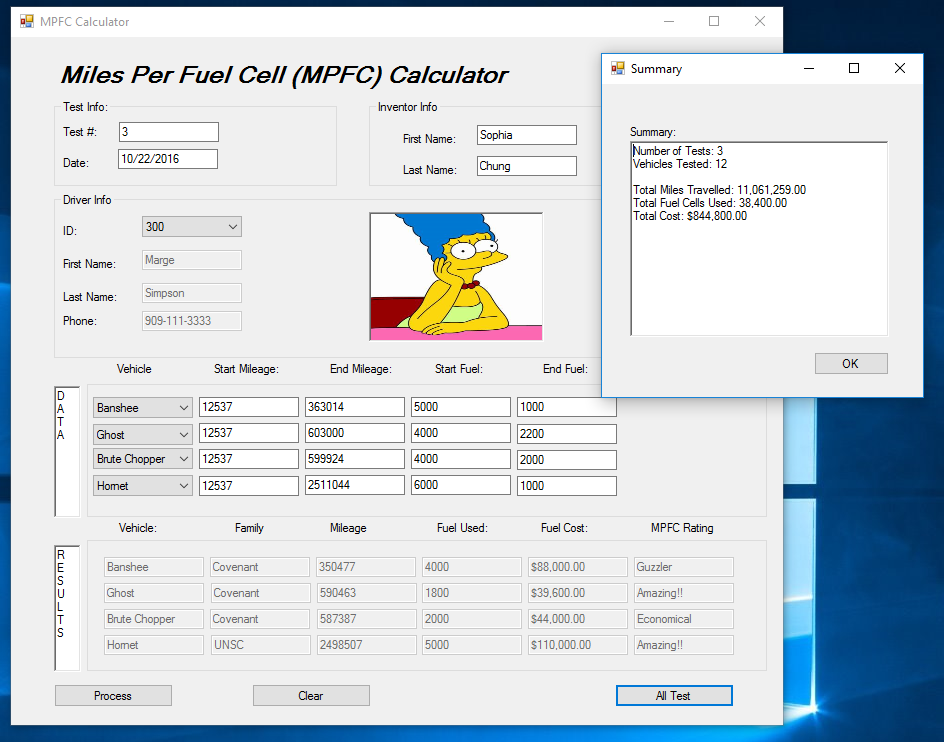 MPFC Calculator
Miles Per Fuel Cell (MPFC) Calculator
Test Info:
Test #: 3
Date: 10/22/2016
Inventor Info
First Name: Sophia
Last Name: Chung
Driver Info
ID: 300
First Name: Marge
Last Name: Simpson
Phone: 909-111-3333
Vehicle Start Mileage: End Mileage: Start Fuel: End Fuel:
DATA
Banshee 12537 363014 5000 1000
Ghost 12537 603000 4000 2200
Brute Chopper 12537 599924 4000 2000
Hornet 12537 2511044 6000 1000
Vehicle: Family Mileage Fuel Used: Fuel Cost: MPFC Rating
RESULTS
Banshee Covenant 350477 4000 $88,000.00 Guzzler
Ghost Covenant 590463 1800 $39,600.00 Amazing!!
Brute Chopper Covenant 587387 2000 $44,000.00 Economical
Hornet UNSC 2498507 5000 $110,000.00 Amazing!!
Process Clear All Test
Summary
Summary:
Number of Tests: 3
Vehicles Tested: 12
Total Miles Travelled: 11,061,259.00
Total Fuel Cells Used: 38,400.00
Total Cost: $844,800.00
OK